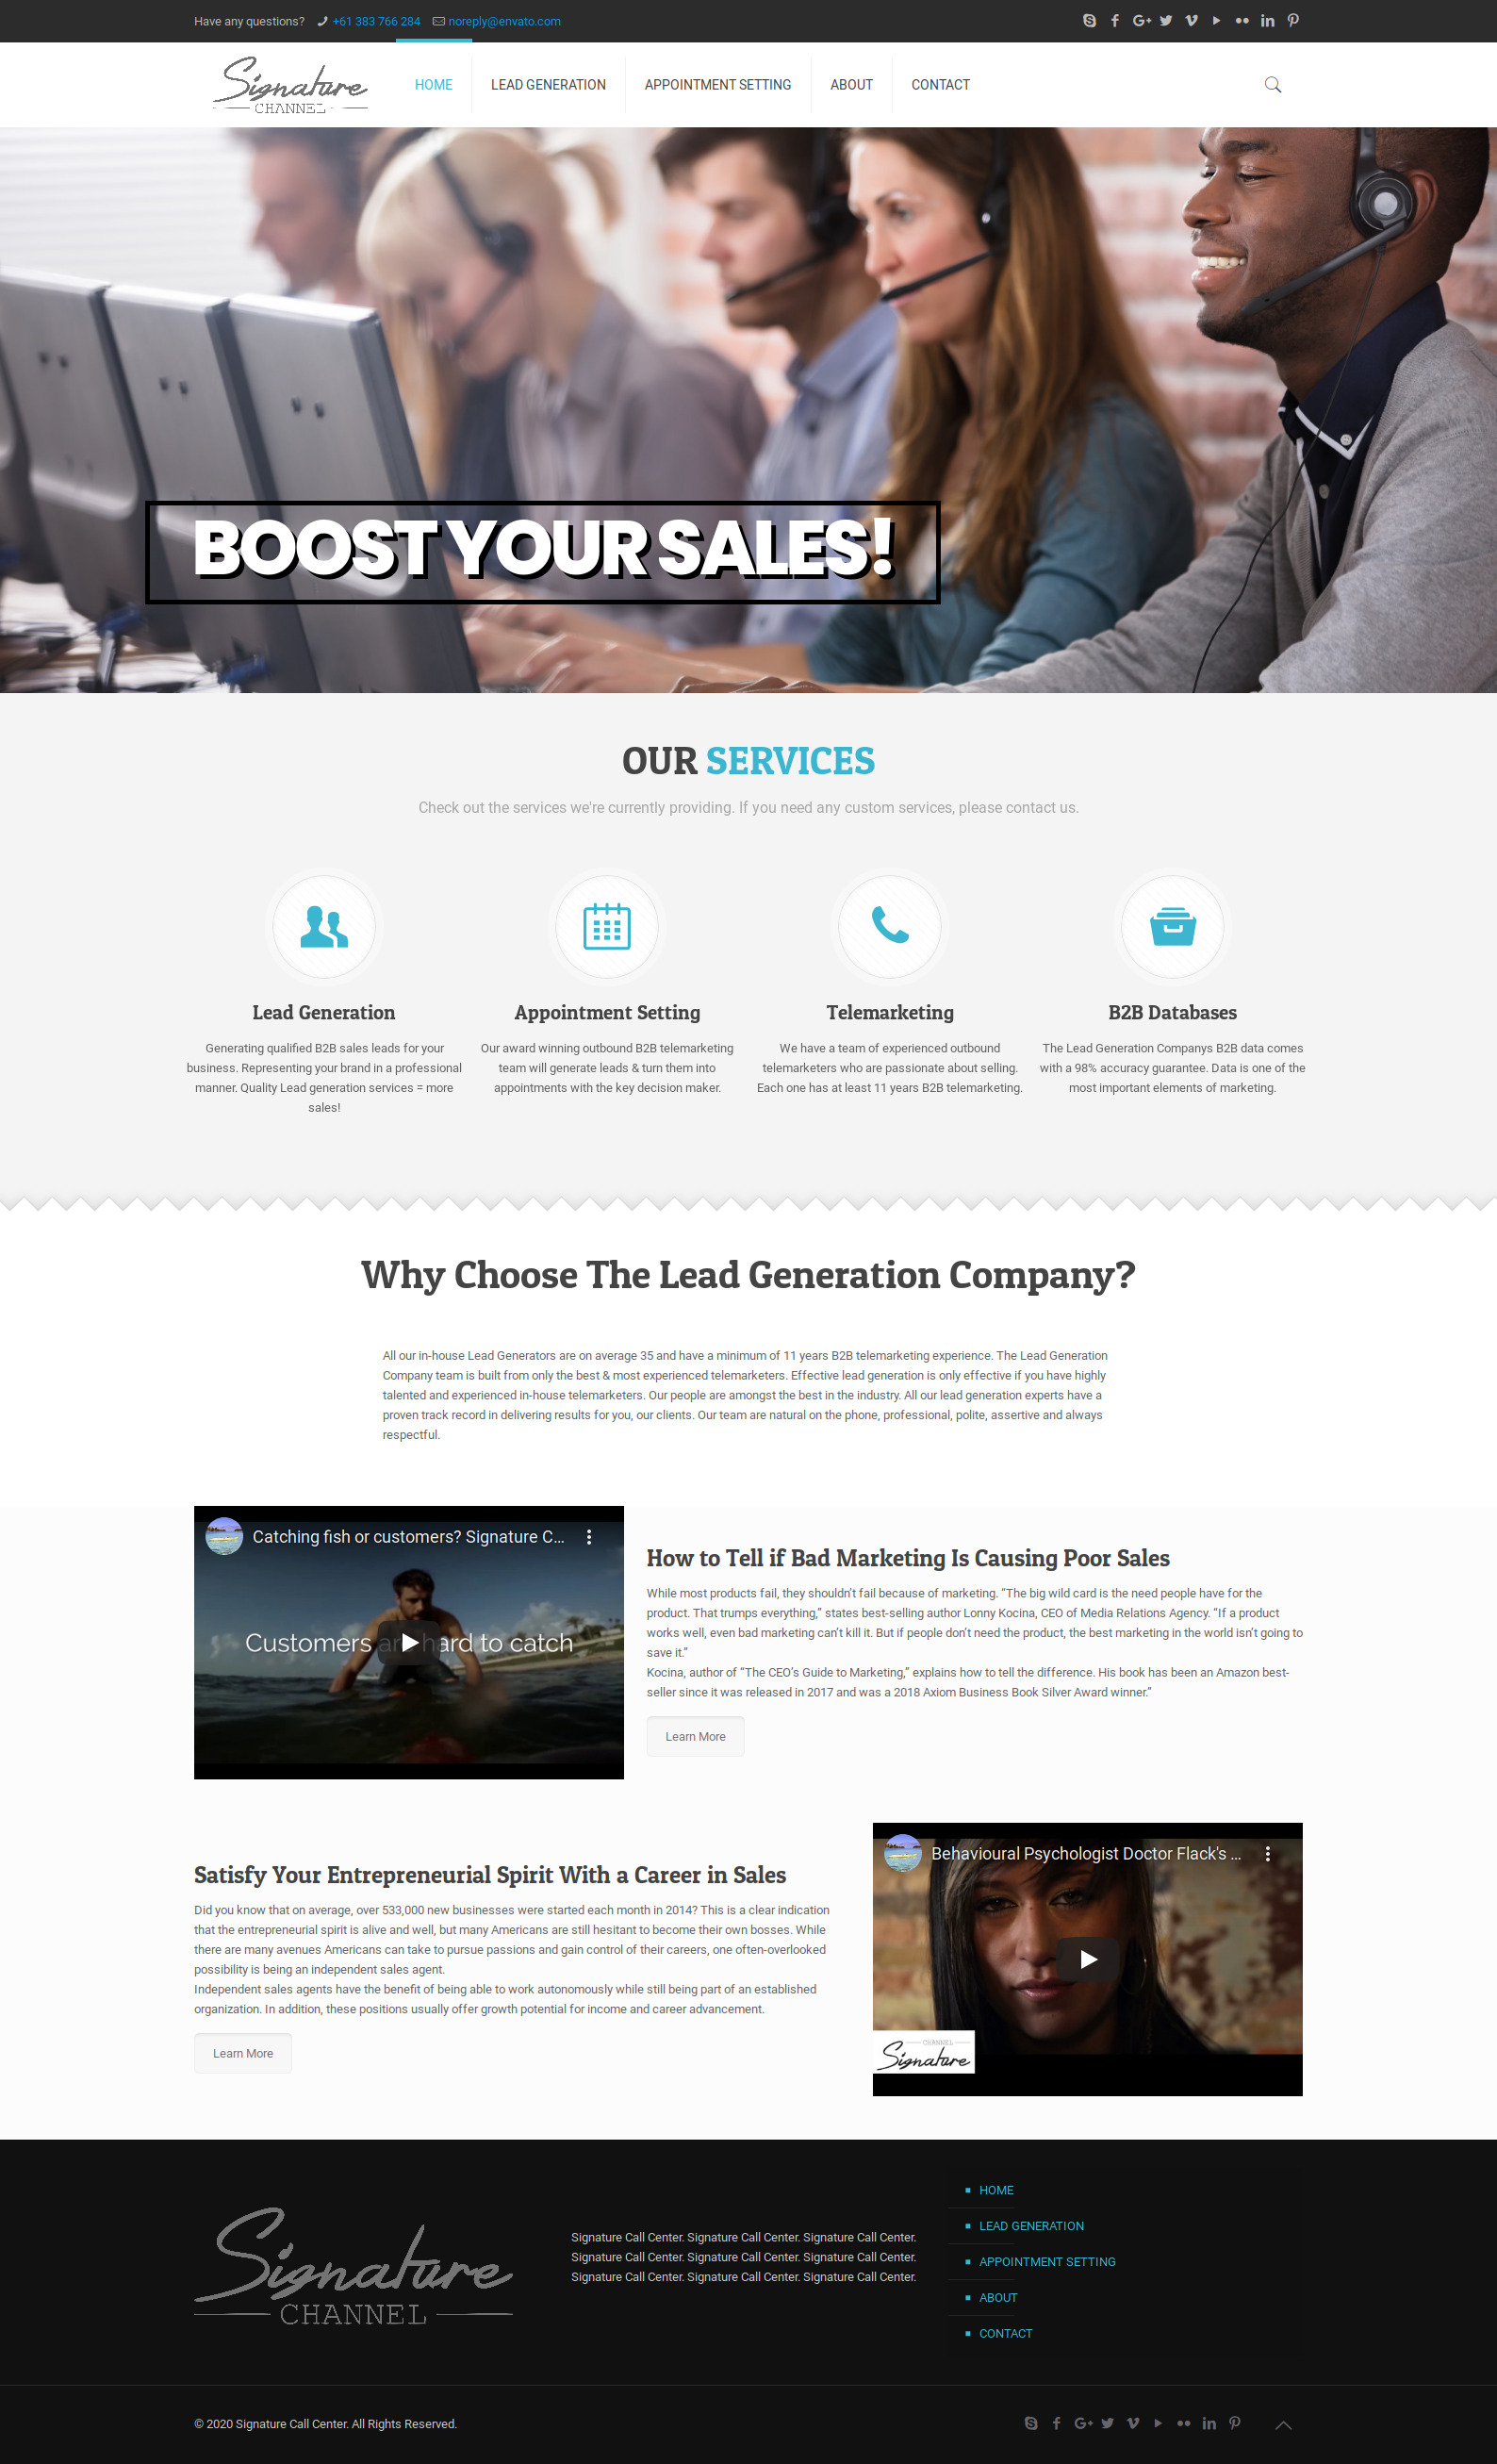 Have any questions? +61 383 766 284 noreply@envato.com
Signature
CHANNEL
HOME
LEAD GENERATION
APPOINTMENT SETTING
ABOUT
CONTACT
BOOST YOUR SALES!
OUR SERVICES
Check out the services we're currently providing. If you need any custom services, please contact us.
Lead Generation
Generating qualified B2B sales leads for your
business. Representing your brand in a professional
manner. Quality Lead generation services = more
sales!
Appointment Setting
Our award winning outbound B2B telemarketing
team will generate leads & turn them into
appointments with the key decision maker.
Telemarketing
We have a team of experienced outbound
telemarketers who are passionate about selling.
Each one has at least 11 years B2B telemarketing.
B2B Databases
The Lead Generation Companys B2B data comes
with a 98% accuracy guarantee. Data is one of the
most important elements of marketing.
Why Choose The Lead Generation Company?
All our in-house Lead Generators are on average 35 and have a minimum of 11 years B2B telemarketing experience. The Lead Generation
Company team is built from only the best & most experienced telemarketers. Effective lead generation is only effective if you have highly
talented and experienced in-house telemarketers. Our people are amongst the best in the industry. All our lead generation experts have a
proven track record in delivering results for you, our clients. Our team are natural on the phone, professional, polite, assertive and always
respectful.
Catching fish or customers? Signature C...
Customers hard to catch
How to Tell if Bad Marketing Is Causing Poor Sales
While most products fail, they shouldn’t fail because of marketing. “The big wild card is the need people have for the
product. That trumps everything,” states best-selling author Lonny Kocina, CEO of Media Relations Agency. “If a product
works well, even bad marketing can’t kill it. But if people don’t need the product, the best marketing in the world isn’t going to
save it.”
Kocina, author of “The CEO’s Guide to Marketing,” explains how to tell the difference. His book has been an Amazon best-
seller since it was released in 2017 and was a 2018 Axiom Business Book Silver Award winner.”
Learn More
Satisfy Your Entrepreneurial Spirit With a Career in Sales
Did you know that on average, over 533,000 new businesses were started each month in 2014? This is a clear indication
that the entrepreneurial spirit is alive and well, but many Americans are still hesitant to become their own bosses. While
there are many avenues Americans can take to pursue passions and gain control of their careers, one often-overlooked
possibility is being an independent sales agent.
Independent sales agents have the benefit of being able to work autonomously while still being part of an established
organization. In addition, these positions usually offer growth potential for income and career advancement.
Learn More
Behavioural Psychologist Doctor Flack's ...
CHANNEL
Signature
Signature
CHANNEL
Signature Call Center. Signature Call Center. Signature Call Center.
Signature Call Center. Signature Call Center. Signature Call Center.
Signature Call Center. Signature Call Center. Signature Call Center.
HOME
LEAD GENERATION
APPOINTMENT SETTING
ABOUT
CONTACT
© 2020 Signature Call Center. All Rights Reserved.